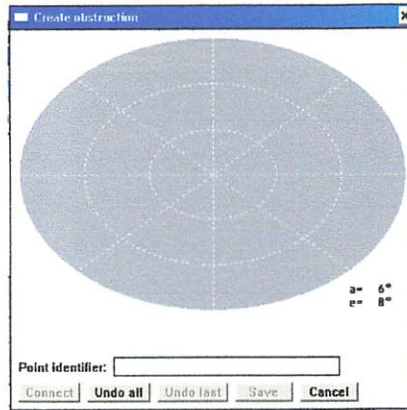 Create obstruction
a= 6°
e= 8°
Point identifier:
Connect Undo all Undo last Save Cancel